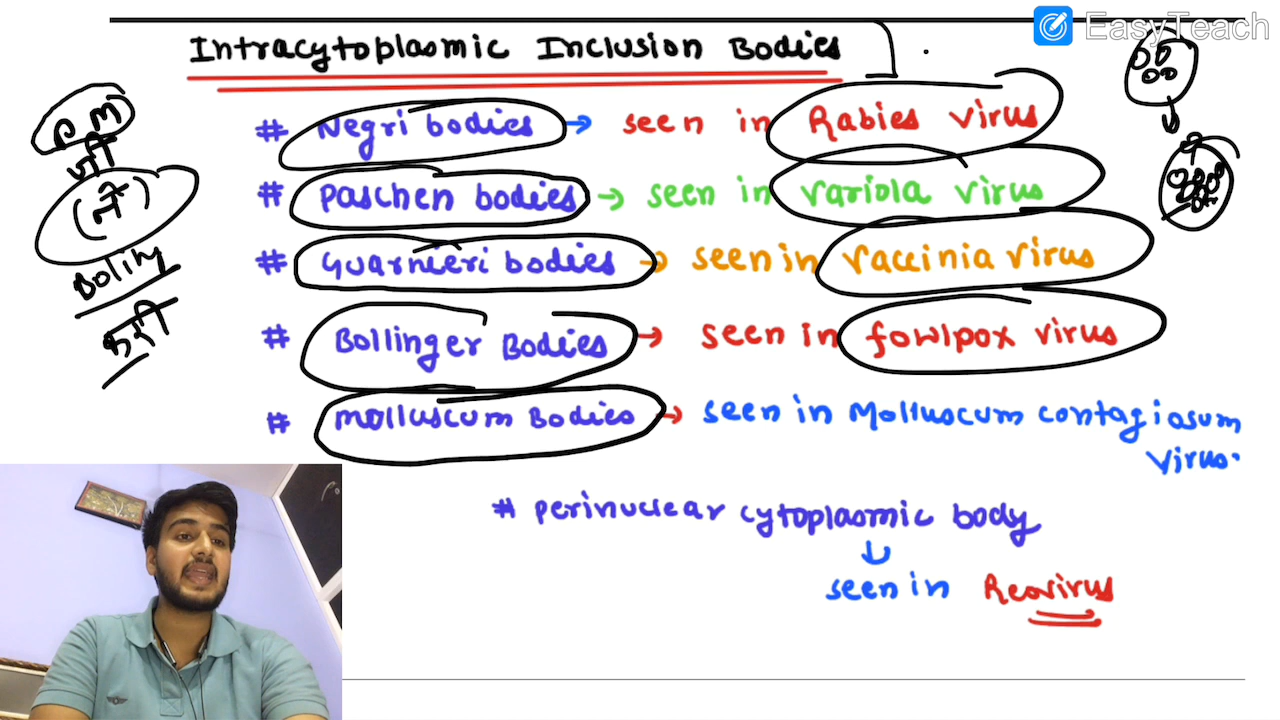 EasyTeach
Intracytoplasmic Inclusion Bodies
# Negri bodies → seen in Rabies virus
# Paschen bodies → seen in Variola virus
# Guarnieri bodies → seen in Vaccinia virus
# Bollinger Bodies → seen in fowlpox virus
# Molluscum Bodies → seen in Molluscum contagiosum
virus.
# perinuclear cytoplasmic body
↓
seen in Reovirus
P M